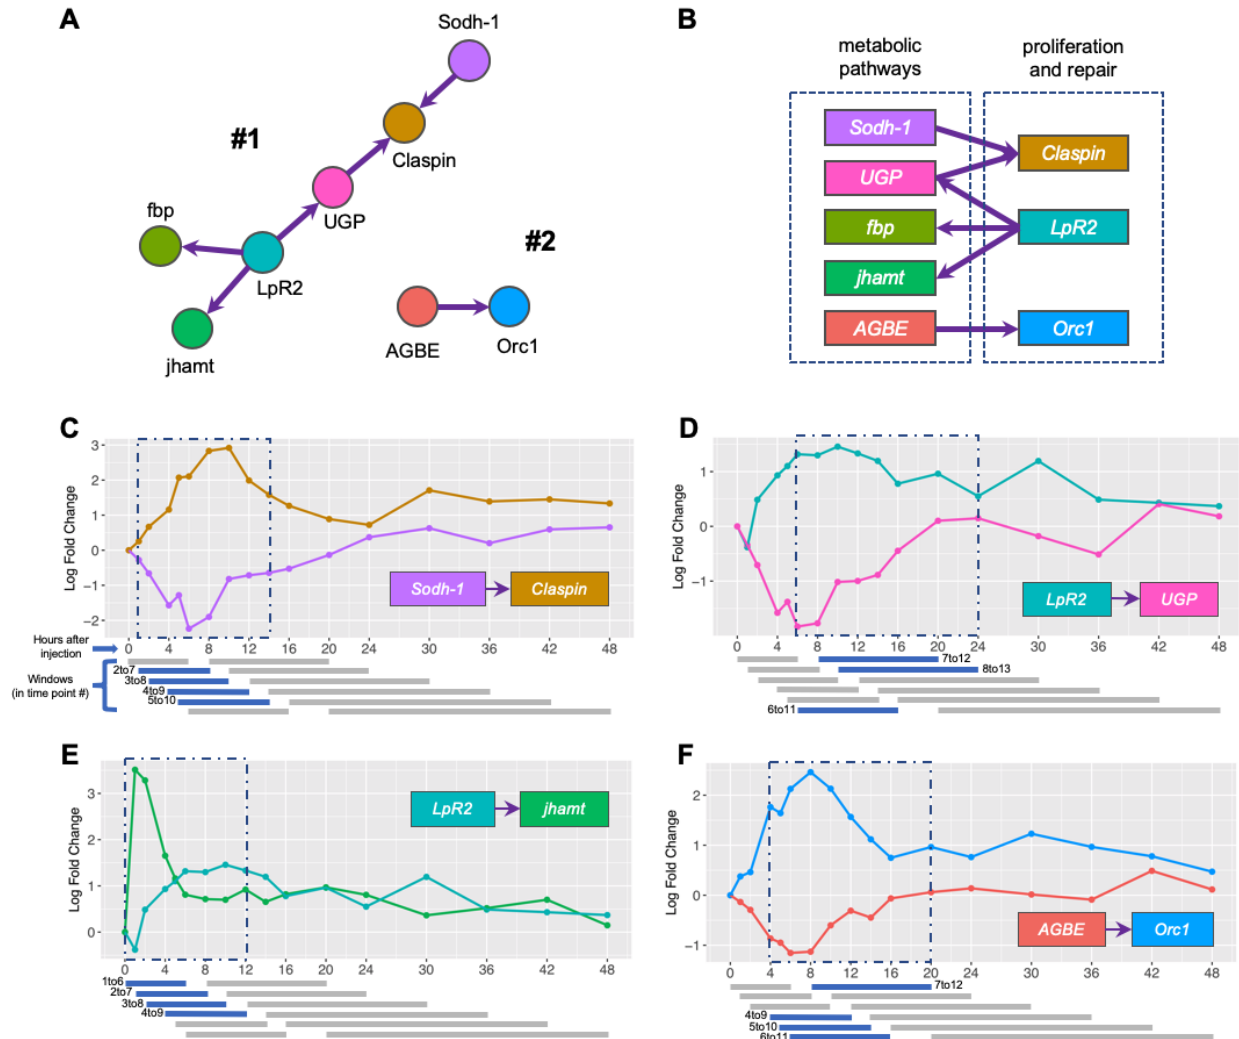 A
Sodh-1
#1
Claspin
UGP
fbp
LpR2
jhamt
#2
AGBE
Orc1
B
metabolic
pathways
proliferation
and repair
Sodh-1
UGP
fbp
jhamt
AGBE
Claspin
LpR2
Orc1
C
Log Fold Change
3
2
1
0
−1
−2
Sodh-1
Claspin
Hours after
injection
0 4 8 12 16 20 24 30 36 42 48
Windows
(in time point #)
2to7
3to8
4to9
5to10
D
Log Fold Change
1
0
−1
LpR2
UGP
0 4 8 12 16 20 24 30 36 42 48
7to12
8to13
6to11
E
Log Fold Change
3
2
1
0
LpR2
jhamt
0 4 8 12 16 20 24 30 36 42 48
1to6
2to7
3to8
4to9
F
Log Fold Change
2
1
0
−1
AGBE
Orc1
0 4 8 12 16 20 24 30 36 42 48
7to12
4to9
5to10
6to11